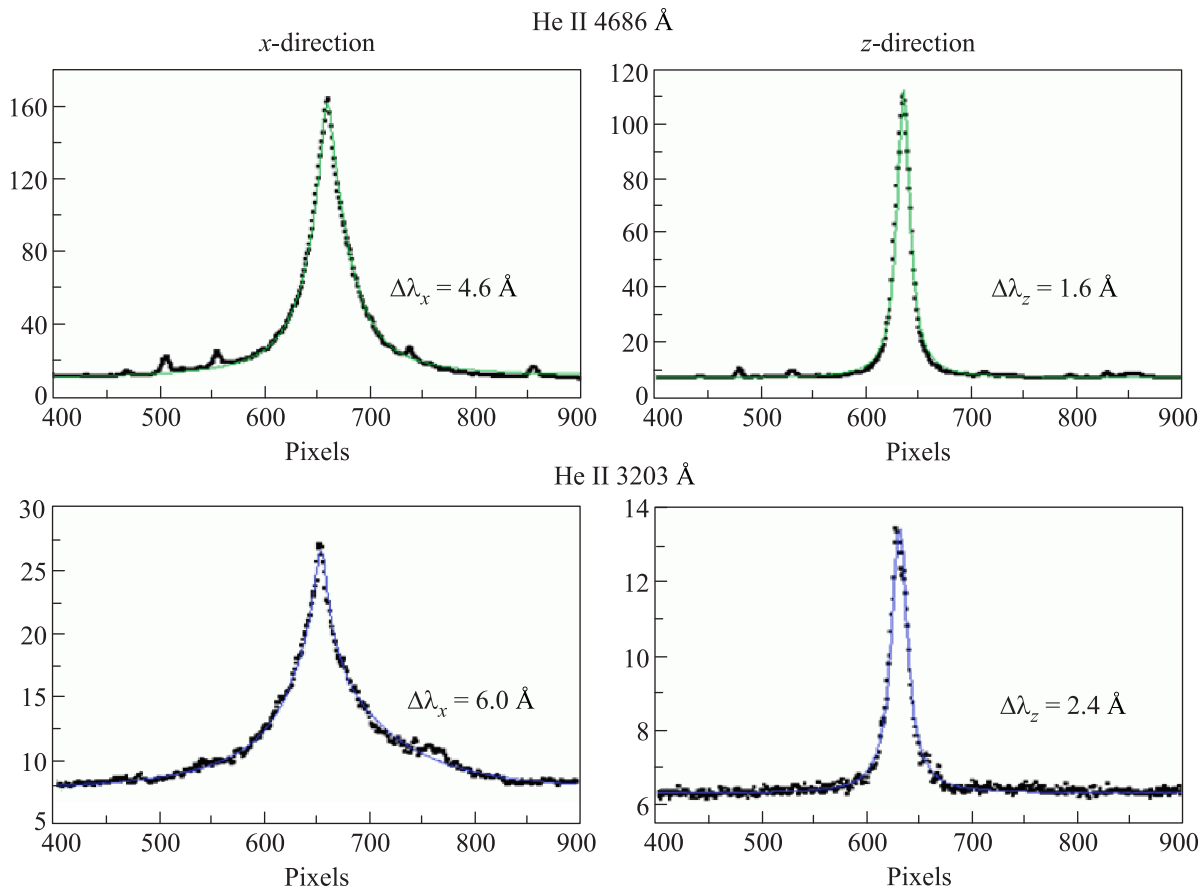 He II 4686 Å
x-direction
z-direction
160
120
80
40
0
Δλx = 4.6 Å
400 500 600 700 800 900
Pixels
120
100
80
60
40
20
0
Δλz = 1.6 Å
400 500 600 700 800 900
Pixels
He II 3203 Å
30
25
20
15
10
5
Δλx = 6.0 Å
400 500 600 700 800 900
Pixels
14
12
10
8
6
Δλz = 2.4 Å
400 500 600 700 800 900
Pixels